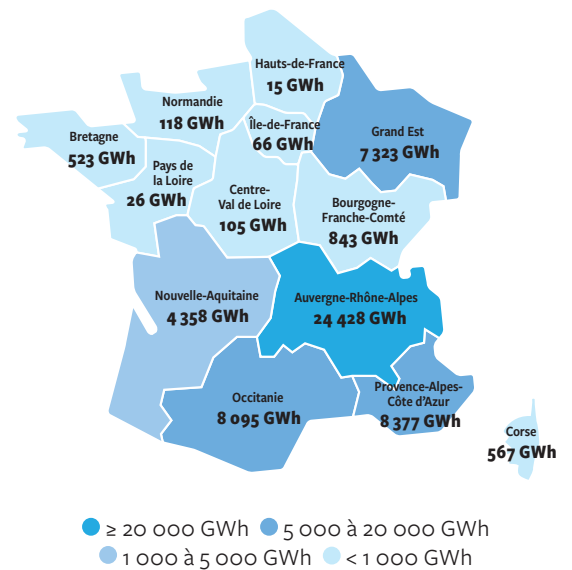 Hauts-de-France
15 GWh
Normandie
118 GWh
Île-de-France
66 GWh
Grand Est
7 323 GWh
Bretagne
523 GWh
Pays de
la Loire
26 GWh
Centre-
Val de Loire
105 GWh
Bourgogne-
Franche-Comté
843 GWh
Nouvelle-Aquitaine
4 358 GWh
Auvergne-Rhône-Alpes
24 428 GWh
Occitanie
8 095 GWh
Provence-Alpes-
Côte d'Azur
8 377 GWh
Corse
567 GWh
≥ 20 000 GWh
5 000 à 20 000 GWh
1 000 à 5 000 GWh
< 1 000 GWh